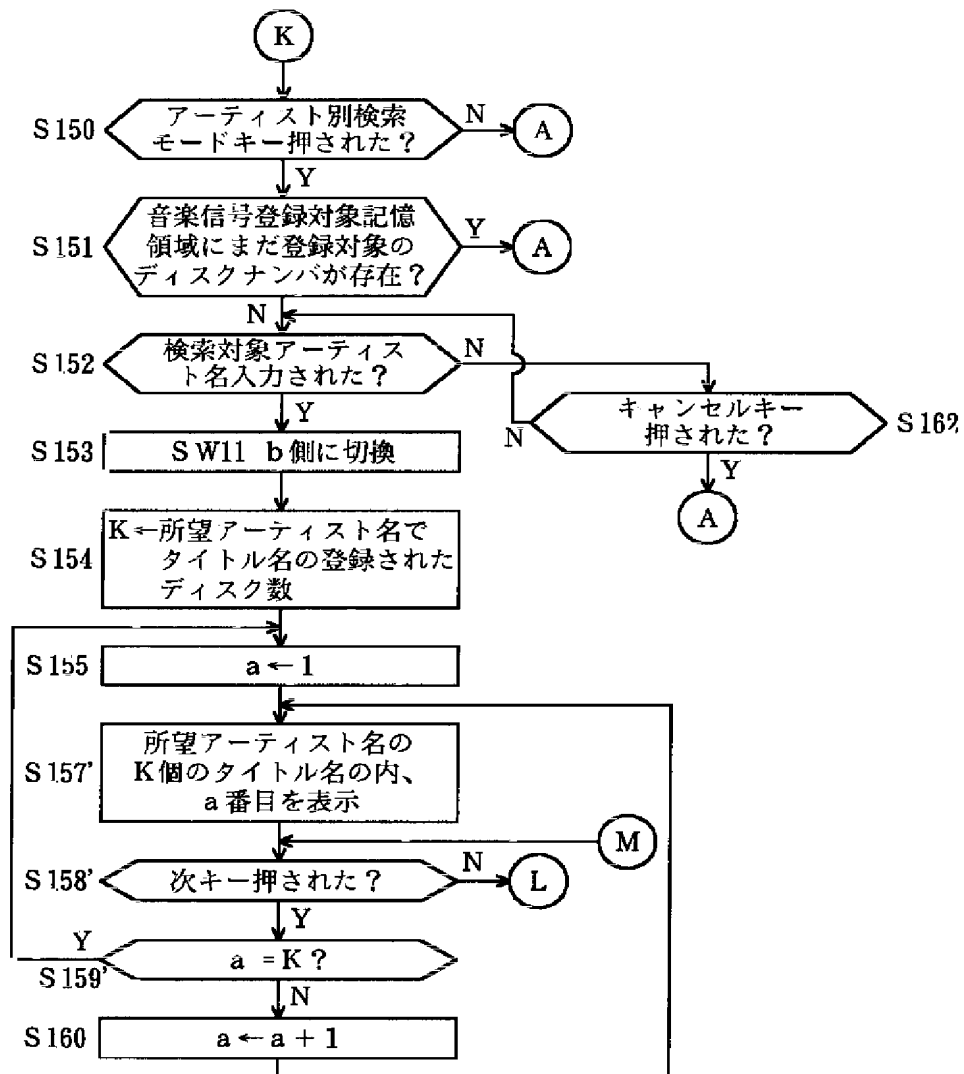 K
S150
アーティスト別検索
モードキー押された？
N
A
Y
S151
音楽信号登録対象記憶
領域にまだ登録対象の
ディスクナンバが存在？
Y
A
N
S152
検索対象アーティス
ト名入力された？
N
Y
キャンセルキー
押された？
S162
N
Y
A
S153
SW11 b側に切換
S154
K←所望アーティスト名で
タイトル名の登録された
ディスク数
S155
a←1
S157'
所望アーティスト名の
K個のタイトル名の内、
a番目を表示
M
S158'
次キー押された？
N
L
Y
Y
S159'
a=K？
N
S160
a←a+1